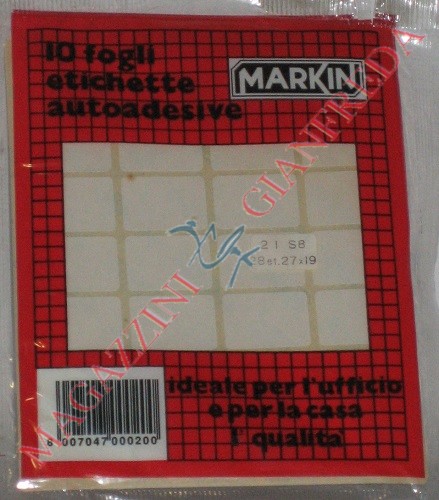 10 fogli
etichette
autoadesive
MARKIN
21 S8
28 et. 27x19
ideale per l'ufficio
e per la casa
1ª qualità
8 007047 000200
MAGAZZINI GIANFREDA